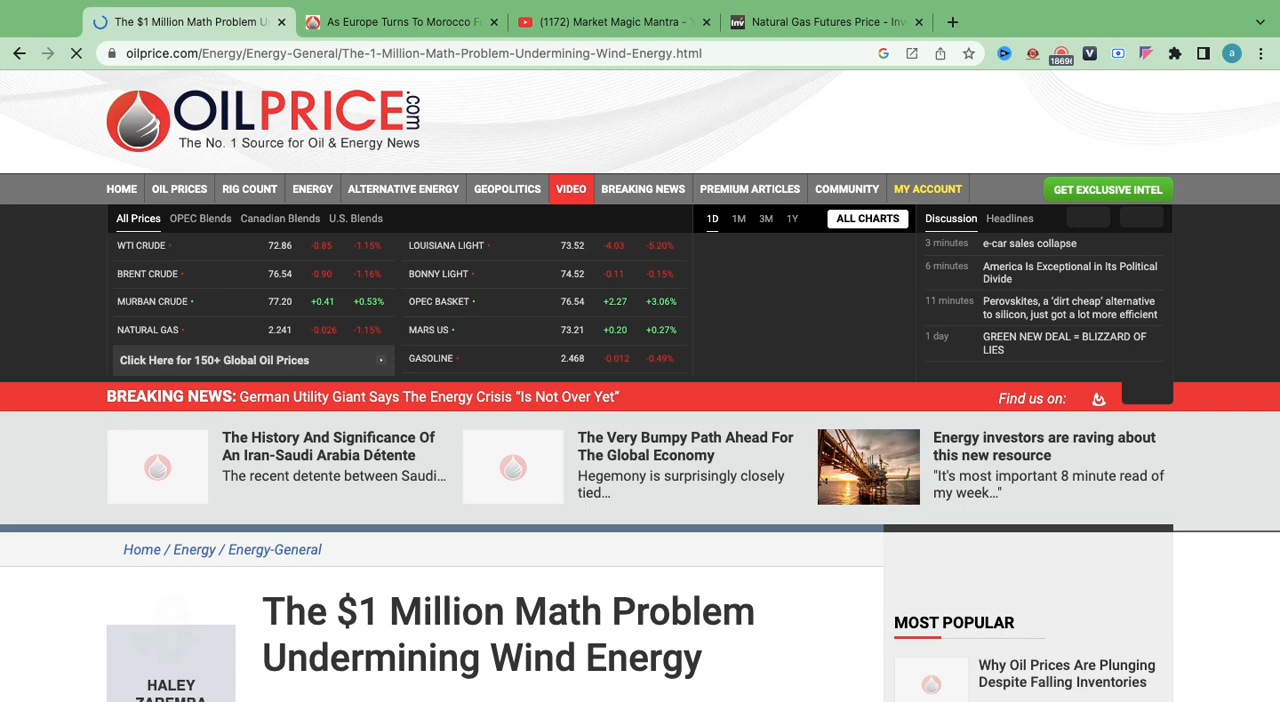 The $1 Million Math Problem U
As Europe Turns To Morocco F
(1172) Market Magic Mantra - Y
Natural Gas Futures Price - Inv
oilprice.com/Energy/Energy-General/The-1-Million-Math-Problem-Undermining-Wind-Energy.html
1869(
a
OILPRICE.com
The No. 1 Source for Oil & Energy News
HOME OIL PRICES RIG COUNT ENERGY ALTERNATIVE ENERGY GEOPOLITICS VIDEO BREAKING NEWS PREMIUM ARTICLES COMMUNITY MY ACCOUNT GET EXCLUSIVE INTEL
All Prices OPEC Blends Canadian Blends U.S. Blends
WTI CRUDE 72.86 -0.85 -1.15%
BRENT CRUDE 76.54 -0.90 -1.16%
MURBAN CRUDE 77.20 +0.41 +0.53%
NATURAL GAS 2.241 -0.026 -1.15%
Click Here for 150+ Global Oil Prices
LOUISIANA LIGHT 73.52 -4.03 -5.20%
BONNY LIGHT 74.52 -0.11 -0.15%
OPEC BASKET 76.54 +2.27 +3.06%
MARS US 73.21 +0.20 +0.27%
GASOLINE 2.468 -0.012 -0.49%
1D 1M 3M 1Y ALL CHARTS
Discussion Headlines
3 minutes e-car sales collapse
6 minutes America Is Exceptional in Its Political
Divide
11 minutes Perovskites, a ‘dirt cheap’ alternative
to silicon, just got a lot more efficient
1 day GREEN NEW DEAL = BLIZZARD OF
LIES
BREAKING NEWS: German Utility Giant Says The Energy Crisis “Is Not Over Yet”
Find us on:
The History And Significance Of
An Iran-Saudi Arabia Détente
The recent detente between Saudi...
The Very Bumpy Path Ahead For
The Global Economy
Hegemony is surprisingly closely
tied...
Energy investors are raving about
this new resource
"It's most important 8 minute read of
my week..."
Home / Energy / Energy-General
The $1 Million Math Problem
Undermining Wind Energy
HALEY
ZAREMBA
MOST POPULAR
Why Oil Prices Are Plunging
Despite Falling Inventories